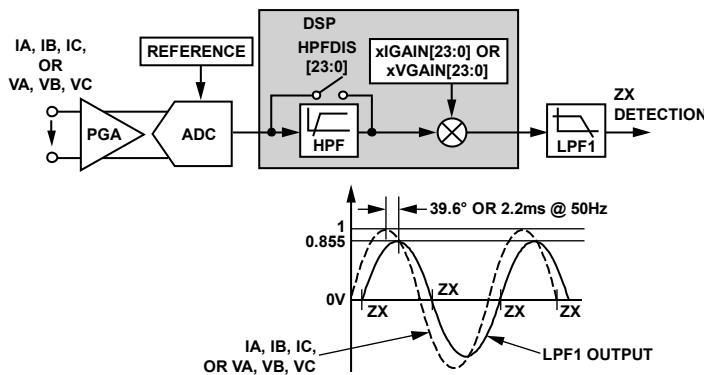 DSP
IA, IB, IC,
OR
VA, VB, VC
REFERENCE
HPFDIS
[23:0]
xIGAIN[23:0] OR
xVGAIN[23:0]
ZX
DETECTION
PGA
ADC
HPF
LPF1
39.6° OR 2.2ms @ 50Hz
1
0.855
0V
ZX
ZX
ZX
ZX
IA, IB, IC,
OR VA, VB, VC
LPF1 OUTPUT